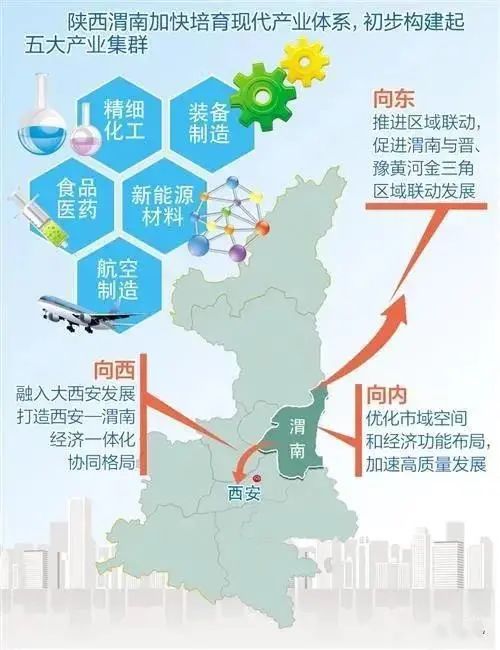 陕西渭南加快培育现代产业体系，初步构建起
五大产业集群
精细
化工
装备
制造
食品
医药
新能源
材料
航空
制造
向东
推进区域联动，
促进渭南与晋、
豫黄河金三角
区域联动发展
向西
融入大西安发展
打造西安—渭南
经济一体化
协同格局
向内
优化市域空间
和经济功能布局，
加速高质量发展
渭
南
西安